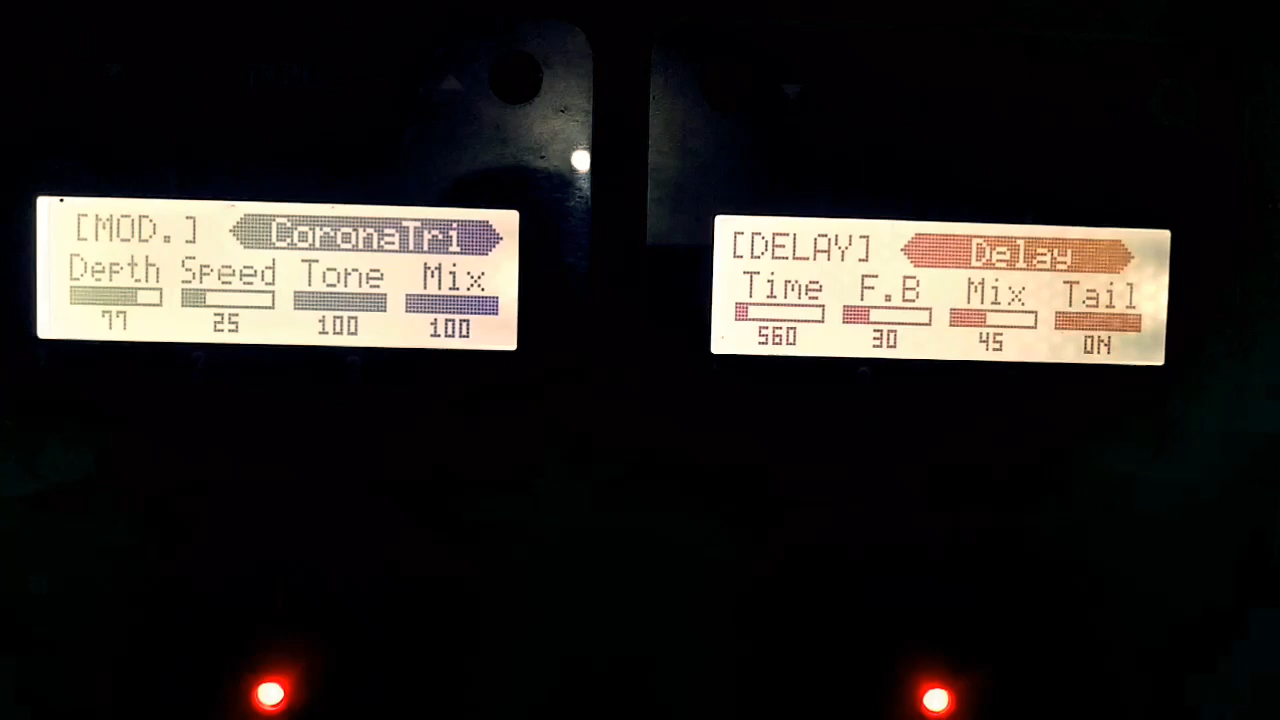 [MOD.] CoronaTri
Depth Speed Tone Mix
77 25 100 100
[DELAY] Delay
Time F.B Mix Tail
560 30 45 ON